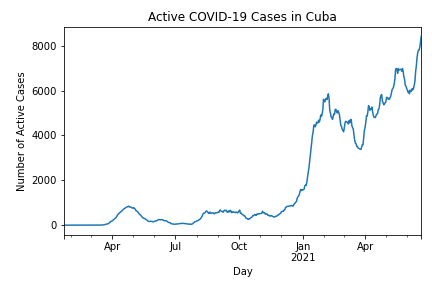 Active COVID-19 Cases in Cuba
Number of Active Cases
8000
6000
4000
2000
0
Apr
Jul
Oct
Jan
2021
Apr
Day